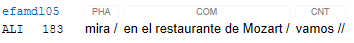 efamdl05 PHA COM CNT
ALI 183 mira / en el restaurante de Mozart / vamos //